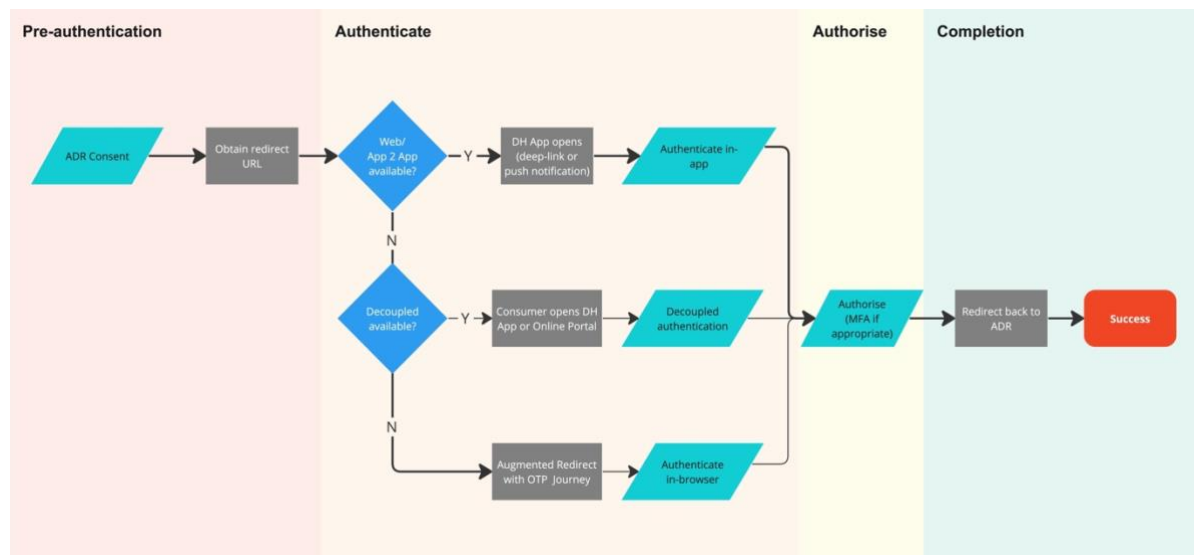 Pre-authentication
Authenticate
Authorise
Completion
ADR Consent
Obtain redirect
URL
Web/
App 2 App
available?
Y
DH App opens
(deep-link or
push notification)
Authenticate in-
app
N
Decoupled
available?
Y
Consumer opens DH
App or Online Portal
Decoupled
authentication
Authorise
(MFA if
appropriate)
Redirect back to
ADR
Success
N
Augmented Redirect
with OTP Journey
Authenticate
in-browser